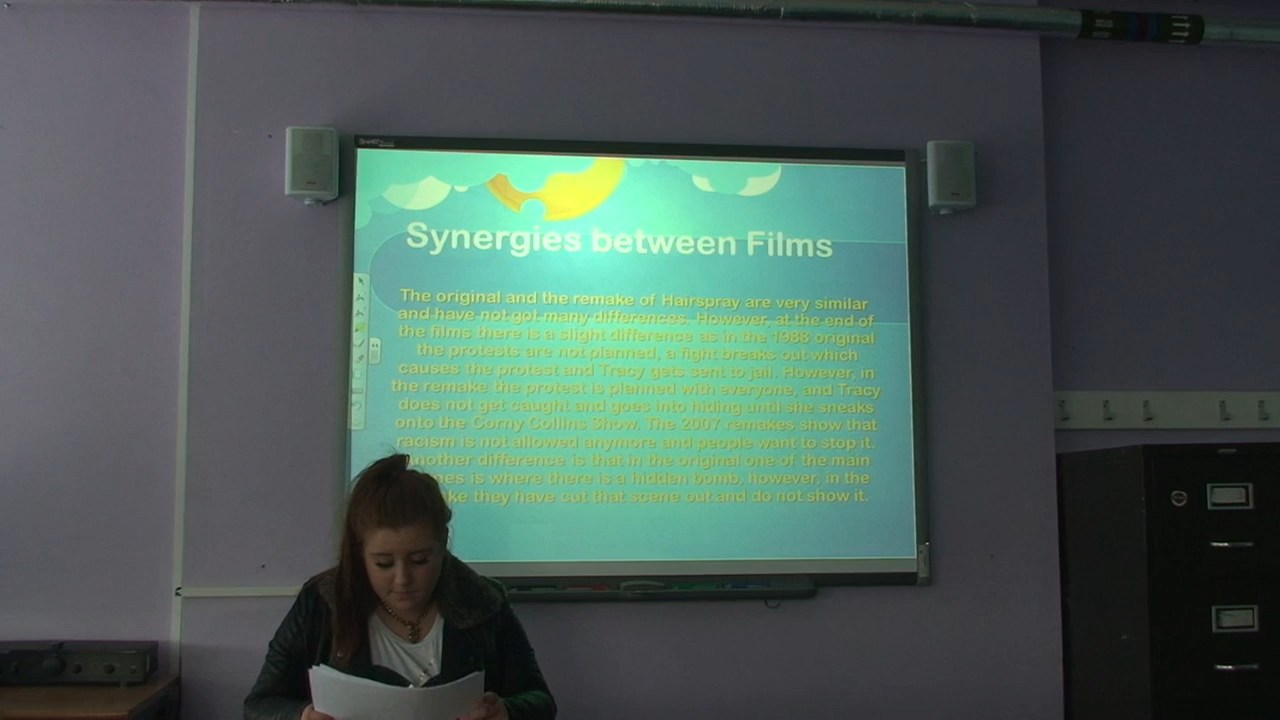 Synergies between Films
The original and the remake of Hairspray are very similar
and have not got many differences. However, at the end of
the films there is a slight difference as in the 1988 original
the protests are not planned, a fight breaks out which
causes the protest and Tracy gets sent to jail. However, in
the remake the protest is planned with everyone, and Tracy
does not get caught and goes into hiding until she sneaks
onto the Corny Collins Show. The 2007 remakes show that
racism is not allowed anymore and people want to stop it.
nother difference is that in the original one of the main
nes is where there is a hidden bomb, however, in the
ke they have cut that scene out and do not show it.